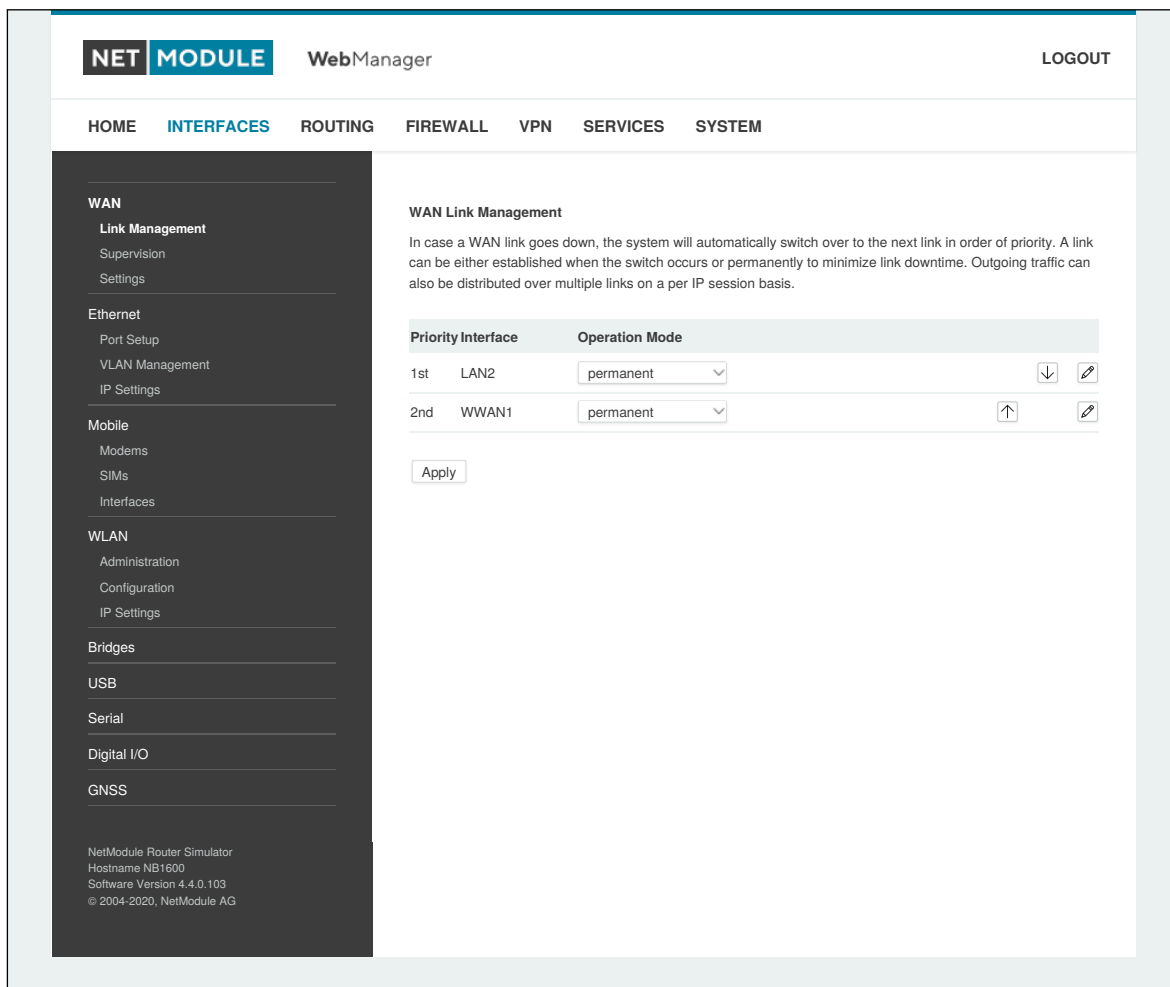 NET MODULE WebManager LOGOUT
HOME INTERFACES ROUTING FIREWALL VPN SERVICES SYSTEM
WAN
Link Management
Supervision
Settings
Ethernet
Port Setup
VLAN Management
IP Settings
Mobile
Modems
SIMs
Interfaces
WLAN
Administration
Configuration
IP Settings
Bridges
USB
Serial
Digital I/O
GNSS
NetModule Router Simulator
Hostname NB1600
Software Version 4.4.0.103
© 2004-2020, NetModule AG
WAN Link Management
In case a WAN link goes down, the system will automatically switch over to the next link in order of priority. A link
can be either established when the switch occurs or permanently to minimize link downtime. Outgoing traffic can
also be distributed over multiple links on a per IP session basis.
Priority Interface Operation Mode
1st LAN2 permanent
2nd WWAN1 permanent
Apply